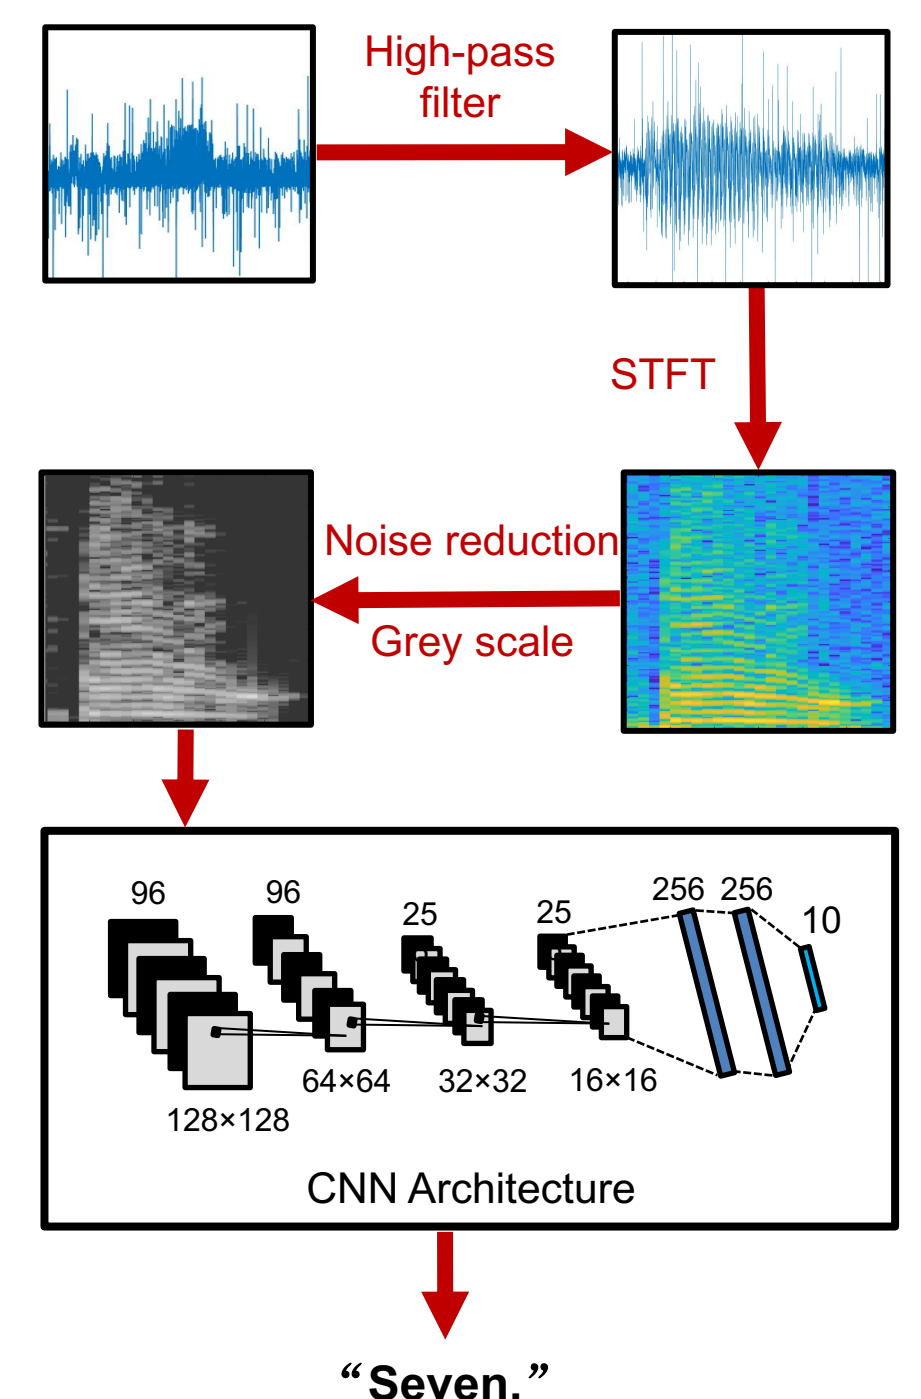 High-pass
filter
STFT
Noise reduction
Grey scale
96
96
25
25
256
256
10
128×128
64×64
32×32
16×16
CNN Architecture
“Seven.”